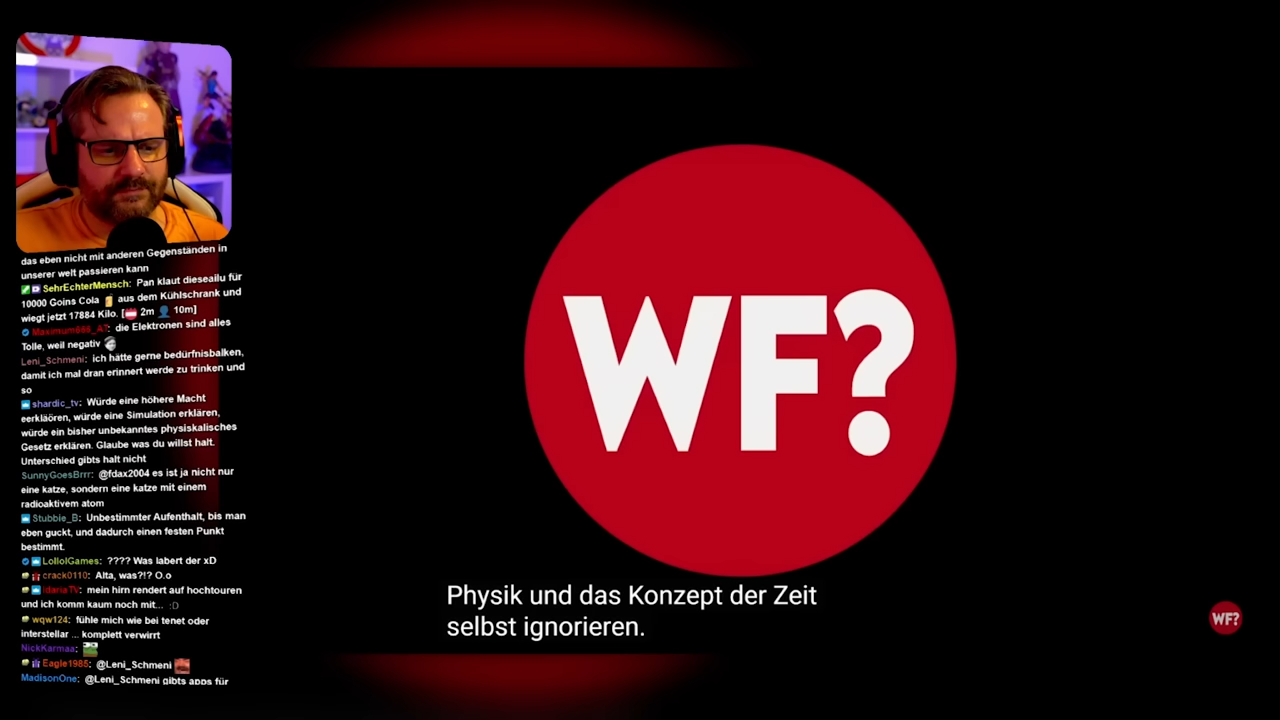 das eben nicht mit anderen Gegenständen in
unserer welt passieren kann
SehrEchterMensch: Pan klaut dieseailu für
10000 Goins Cola aus dem Kühlschrank und
wiegt jetzt 17884 Kilo. [ 2m 10m]
Maximum666_AT: die Elektronen sind alles
Tolle, weil negativ
Leni_Schmeni: ich hätte gerne bedürfnisbalken,
damit ich mal dran erinnert werde zu trinken und
so
shardic_tv: Würde eine höhere Macht
eerkläören, würde eine Simulation erklären,
würde ein bisher unbekanntes physiskalisches
Gesetz erklären. Glaube was du willst halt.
Unterschied gibts halt nicht
SunnyGoesBrrr: @fdax2004 es ist ja nicht nur
eine katze, sondern eine katze mit einem
radioaktivem atom
Stubbie_B: Unbestimmter Aufenthalt, bis man
eben guckt, und dadurch einen festen Punkt
bestimmt.
LollolGames: ???? Was labert der xD
crack0110: Alta, was?!? O.o
idariaTv: mein hirn rendert auf hochtouren
und ich komm kaum noch mit... :D
wqw124: fühle mich wie bei tenet oder
interstellar ... komplett verwirrt
NickKarmaa:
Eagle1985: @Leni_Schmeni
MadisonOne: @Leni_Schmeni gibts apps für
WF?
Physik und das Konzept der Zeit
selbst ignorieren.
WF?